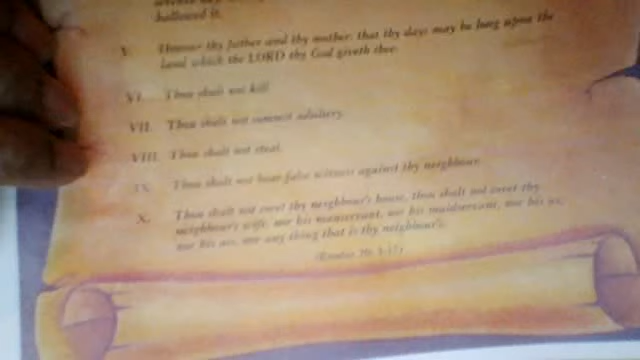 hallowed it.
V. Honour thy father and thy mother: that thy days may be long upon the
land which the LORD thy God giveth thee.
VI. Thou shalt not kill.
VII. Thou shalt not commit adultery.
VIII. Thou shalt not steal.
IX. Thou shalt not bear false witness against thy neighbour.
X. Thou shalt not covet thy neighbour's house, thou shalt not covet thy
neighbour's wife, nor his manservant, nor his maidservant, nor his ox,
nor his ass, nor any thing that is thy neighbour's.
(Exodus 20: